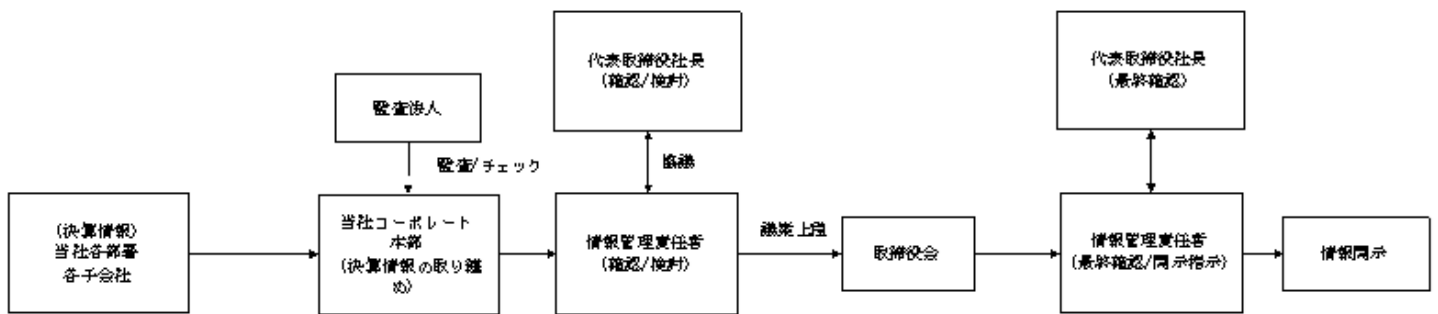 代表取締役社長
(確認/検討)
代表取締役社長
(最終確認)
監査法人
監査/チェック
協議
(決算情報)
当社各部署
各子会社
当社コーポレート
本部
(決算情報の取り纏
め)
情報管理責任者
(確認/検討)
議案上程
取締役会
情報管理責任者
(最終確認/開示指示)
情報開示